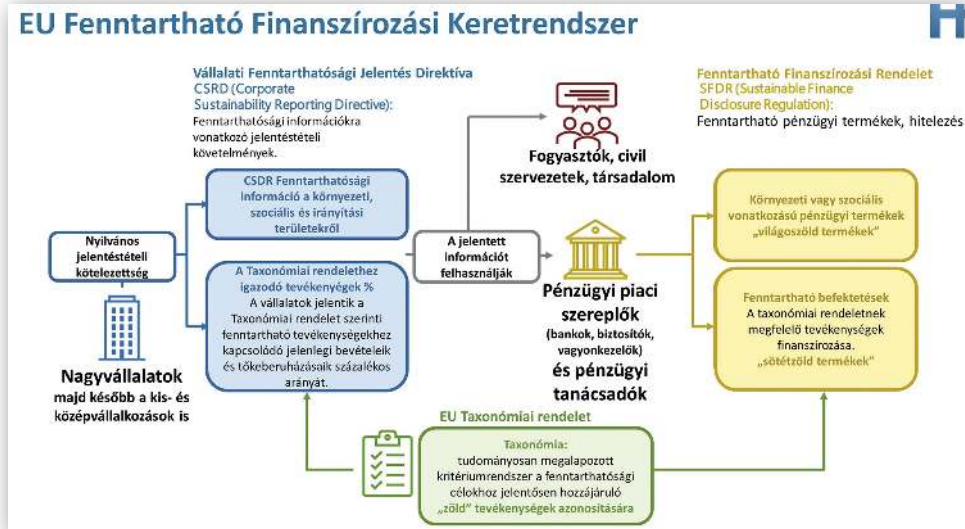 EU Fenntartható Finanszírozási Keretrendszer
H
Vállalati Fenntarthatósági Jelentés Direktíva
CSRD (Corporate
Sustainability Reporting Directive):
Fenntarthatósági információkra
vonatkozó jelentéstételi
követelmények.
Fenntartható Finanszírozási Rendelet
SFDR (Sustainable Finance
Disclosure Regulation):
Fenntartható pénzügyi termékek, hitelezés
Fogyasztók, civil
szervezetek, társadalom
CSDR Fenntarthatósági
információ a környezeti,
szociális és irányítási
területekről
Környezeti vagy szociális
vonatkozású pénzügyi termékek
„világoszöld termékek”
Nyilvános
jelentéstételi
kötelezettség
A jelentett
információt
felhasználják
A Taxonómiai rendelethez
igazodó tevékenyégek %
A vállalatok jelentik a
Taxonómiai rendelet szerinti
fenntartható tevékenységekhez
kapcsolódó jelenlegi bevételeik
és tőkeberuházásaik százalékos
arányát.
Pénzügyi piaci
szereplők
(bankok, biztosítók,
vagyonkezelők)
és pénzügyi
tanácsadók
Fenntartható befektetések
A taxonómiai rendeletnek
megfelelő tevékenységek
finanszírozása.
„sötétzöld termékek”
Nagyvállalatok
majd később a kis- és
középvállalkozások is
EU Taxonómiai rendelet
Taxonómia:
tudományosan megalapozott
kritériumrendszer a fenntarthatósági
célokhoz jelentősen hozzájáruló
„zöld” tevékenységek azonosítására